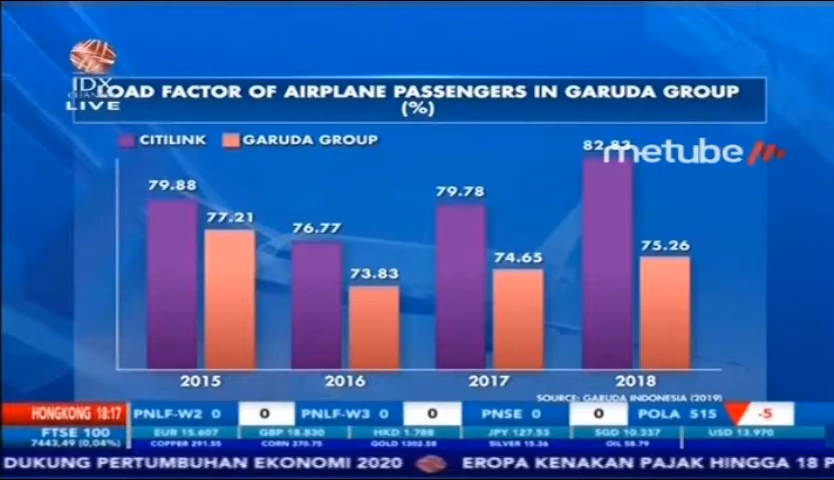 IDX
CHANNEL
LIVE
LOAD FACTOR OF AIRPLANE PASSENGERS IN GARUDA GROUP
(%)
metube
CITILINK GARUDA GROUP
79.88 77.21 76.77 73.83 79.78 74.65 82.83 75.26
2015 2016 2017 2018
SOURCE: GARUDA INDONESIA (2019)
HONGKONG 18:17 PNLF-W2 0 0 PNLF-W3 0 0 PNSE 0 0 POLA 515 -5
FTSE 100 EUR 15.607 GBP 18.830 HKD 1.788 JPY 127.53 SGD 10.337 USD 13.970
7443,49 (0,04%) COPPER 291.55 CORN 370.75 GOLD 1302.58 SILVER 15.36 OIL 58.79
DUKUNG PERTUMBUHAN EKONOMI 2020 EROPA KENAKAN PAJAK HINGGA 18 P